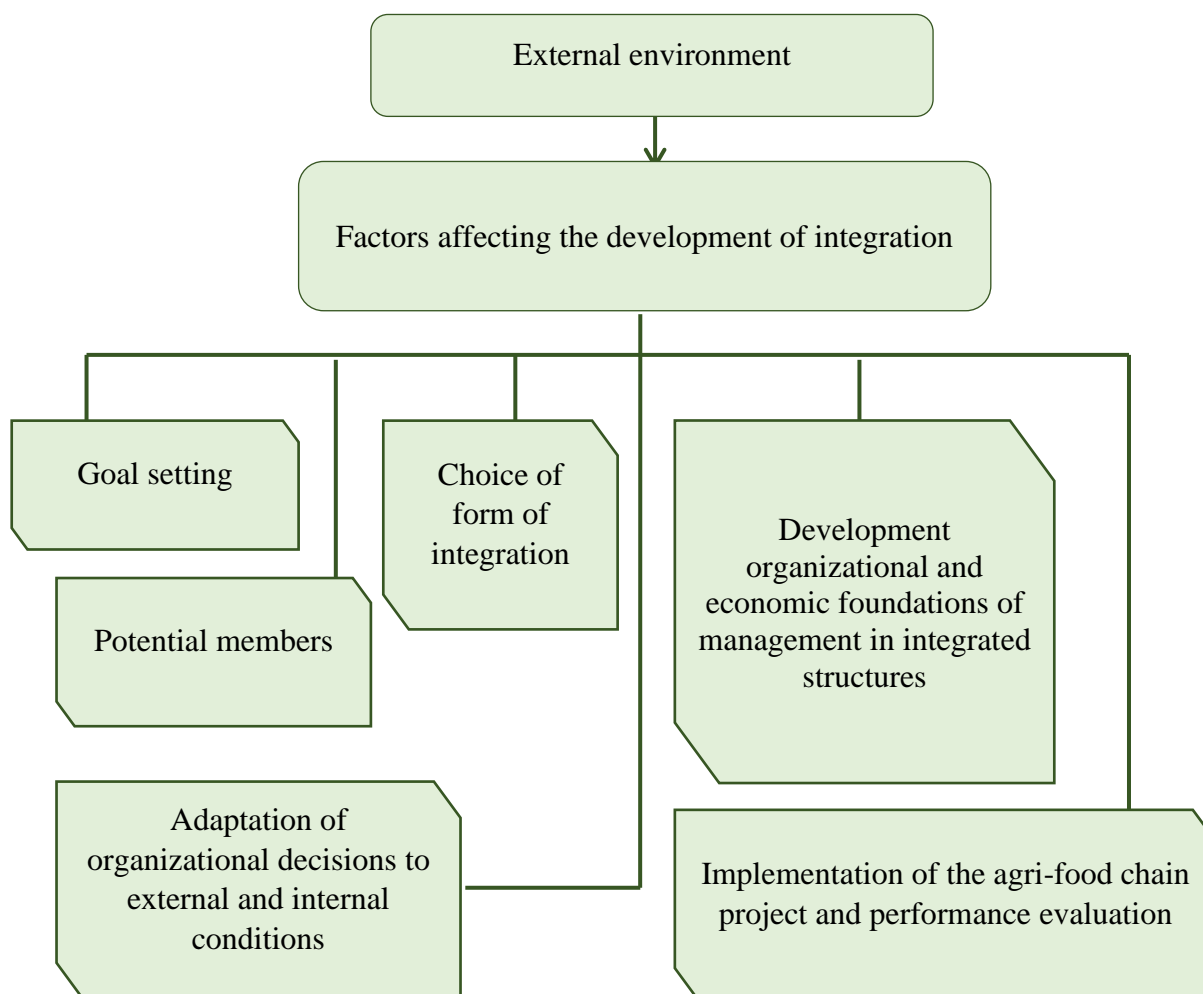 External environment
Factors affecting the development of integration
Goal setting
Potential members
Choice of
form of
integration
Development
organizational and
economic foundations of
management in integrated
structures
Adaptation of
organizational decisions to
external and internal
conditions
Implementation of the agri-food chain
project and performance evaluation